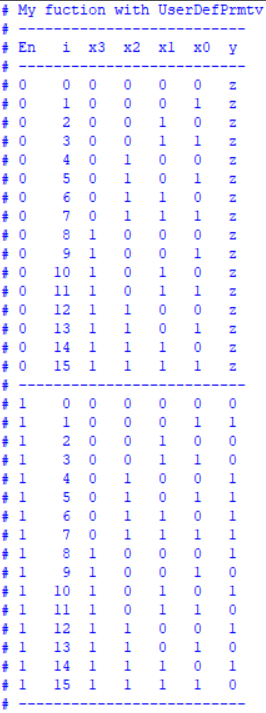 # My fuction with UserDefPrmtv
# -------------------------
# En   i  x3  x2  x1  x0  y
# -------------------------
# 0    0  0   0   0   0   z
# 0    1  0   0   0   1   z
# 0    2  0   0   1   0   z
# 0    3  0   0   1   1   z
# 0    4  0   1   0   0   z
# 0    5  0   1   0   1   z
# 0    6  0   1   1   0   z
# 0    7  0   1   1   1   z
# 0    8  1   0   0   0   z
# 0    9  1   0   0   1   z
# 0   10  1   0   1   0   z
# 0   11  1   0   1   1   z
# 0   12  1   1   0   0   z
# 0   13  1   1   0   1   z
# 0   14  1   1   1   0   z
# 0   15  1   1   1   1   z
# -------------------------
# 1    0  0   0   0   0   0
# 1    1  0   0   0   1   1
# 1    2  0   0   1   0   0
# 1    3  0   0   1   1   0
# 1    4  0   1   0   0   1
# 1    5  0   1   0   1   1
# 1    6  0   1   1   0   1
# 1    7  0   1   1   1   1
# 1    8  1   0   0   0   1
# 1    9  1   0   0   1   0
# 1   10  1   0   1   0   1
# 1   11  1   0   1   1   0
# 1   12  1   1   0   0   1
# 1   13  1   1   0   1   0
# 1   14  1   1   1   0   1
# 1   15  1   1   1   1   0
# -------------------------